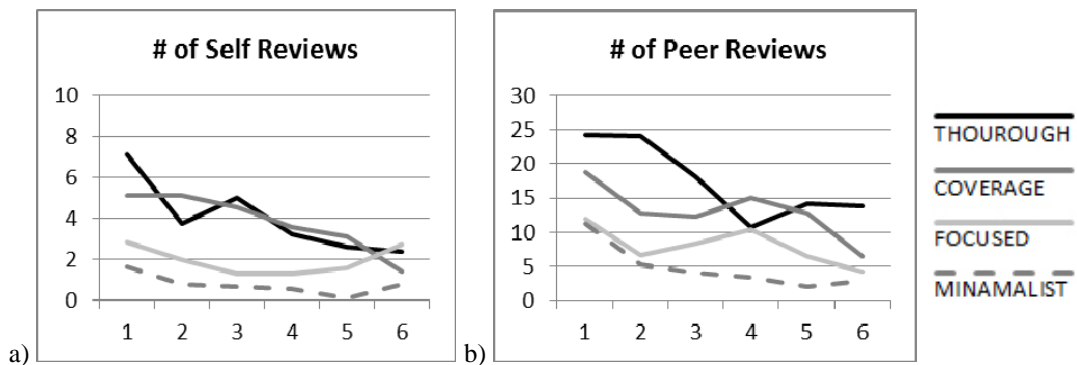 # of Self Reviews
10
8
6
4
2
0
1 2 3 4 5 6
a)
# of Peer Reviews
30
25
20
15
10
5
0
1 2 3 4 5 6
b)
THOUROUGH
COVERAGE
FOCUSED
MINAMALIST